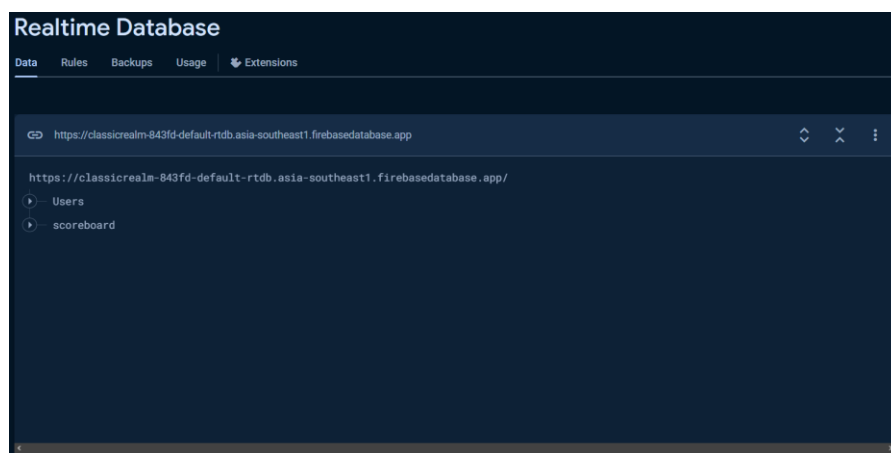 Realtime Database
Data Rules Backups Usage Extensions
https://classicrealm-843fd-default-rtdb.asia-southeast1.firebasedatabase.app
https://classicrealm-843fd-default-rtdb.asia-southeast1.firebasedatabase.app/
Users
scoreboard